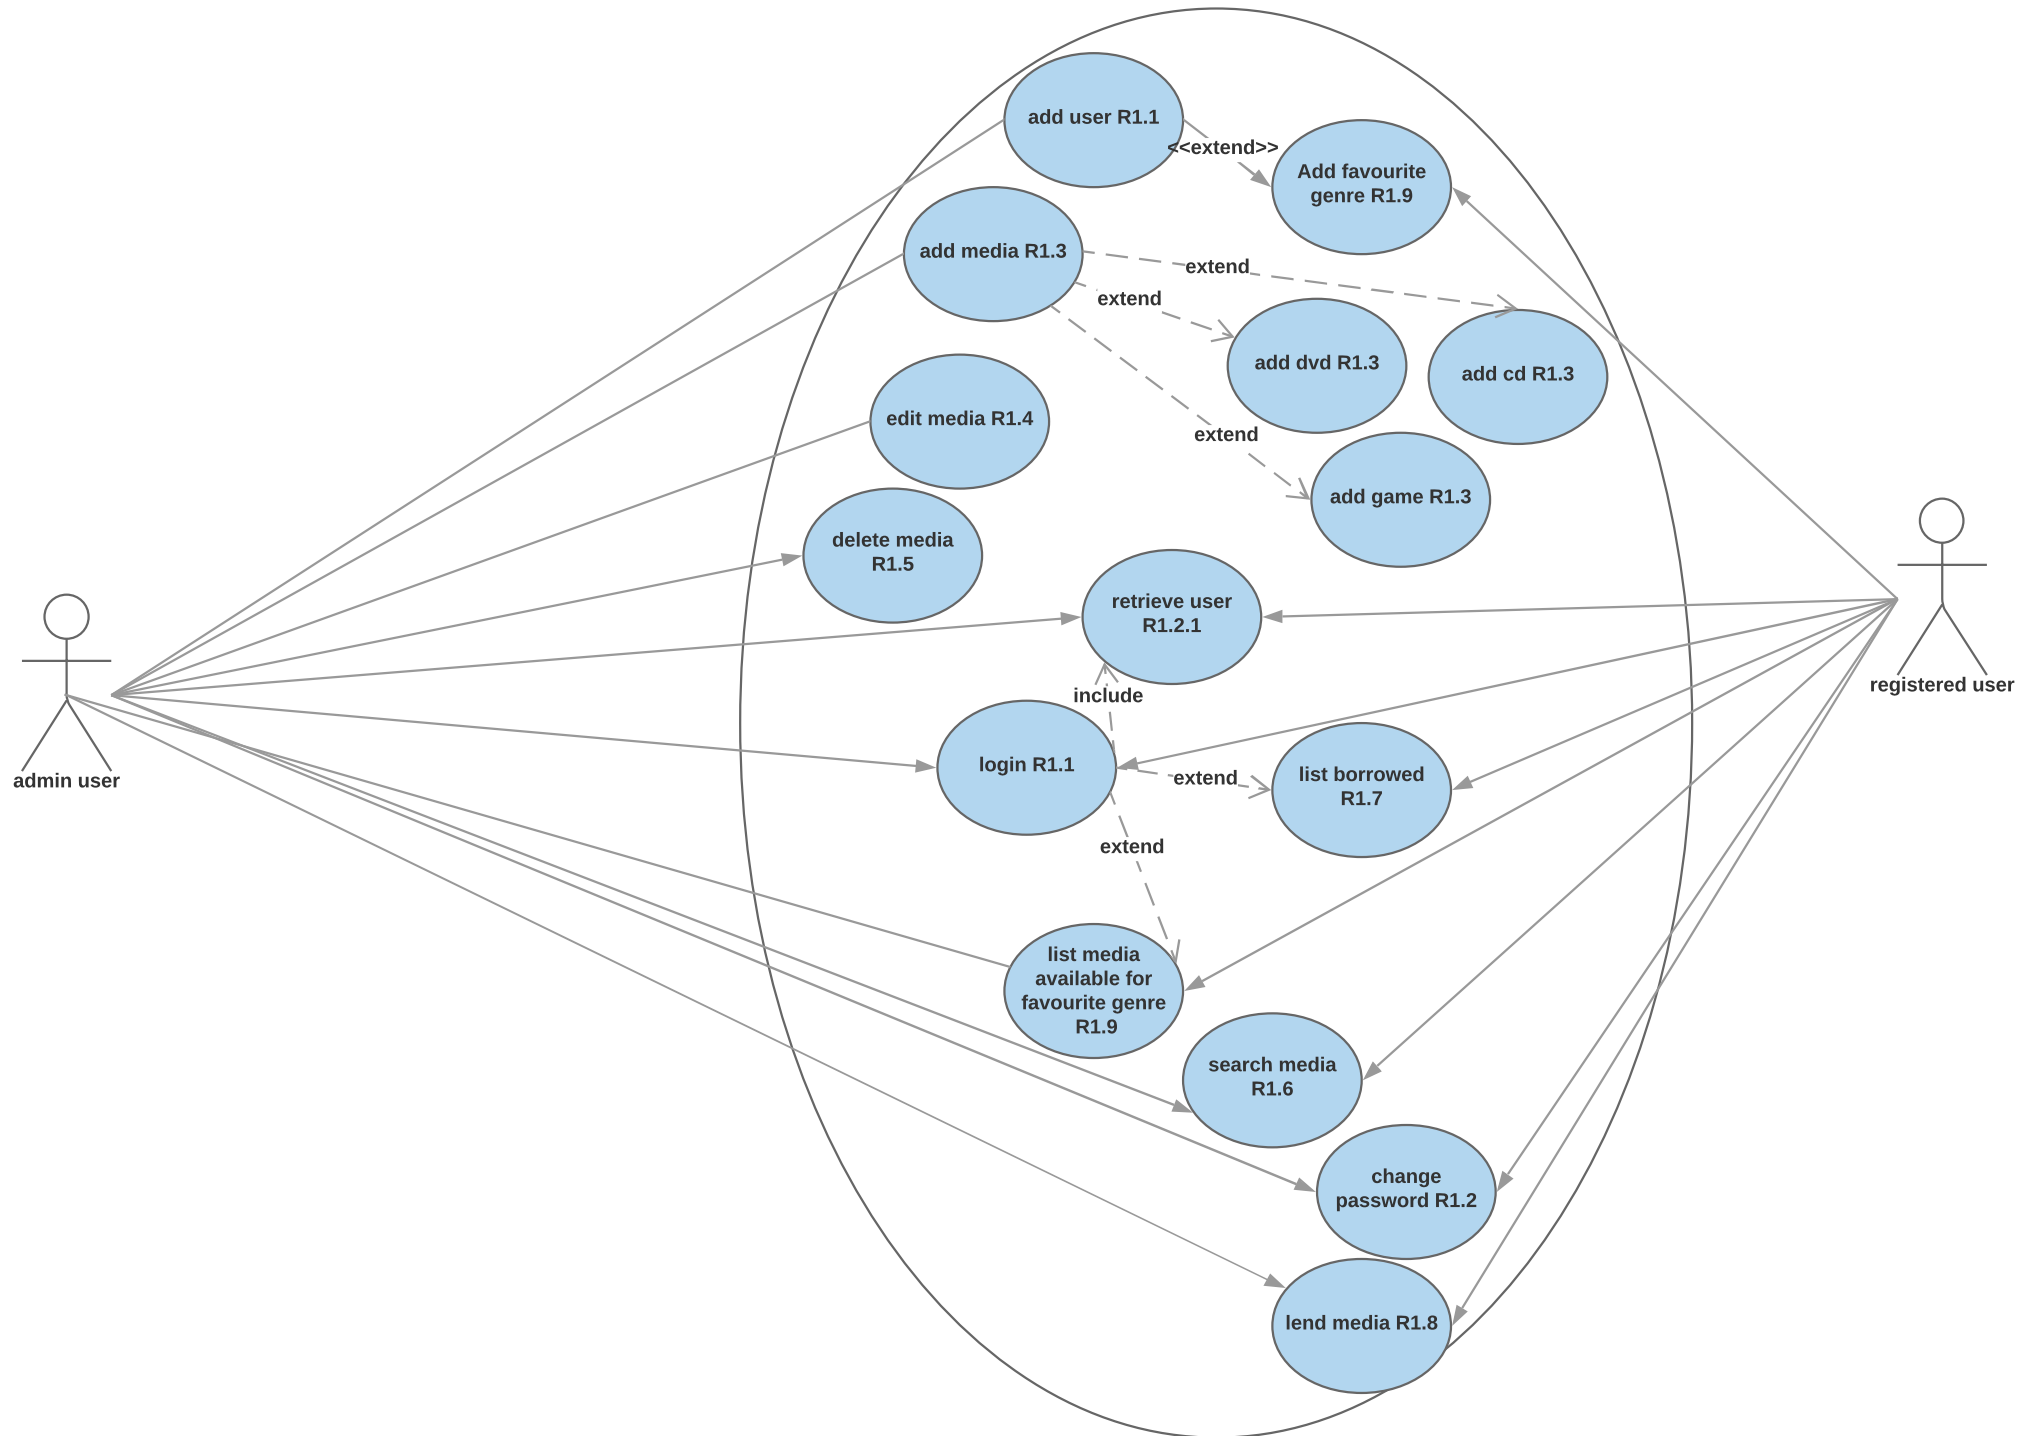 add user R1.1
<<extend>>
Add favourite
genre R1.9
add media R1.3
extend
extend
add dvd R1.3
add cd R1.3
edit media R1.4
extend
add game R1.3
delete media
R1.5
retrieve user
R1.2.1
registered user
include
admin user
login R1.1
extend
list borrowed
R1.7
extend
list media
available for
favourite genre
R1.9
search media
R1.6
change
password R1.2
lend media R1.8